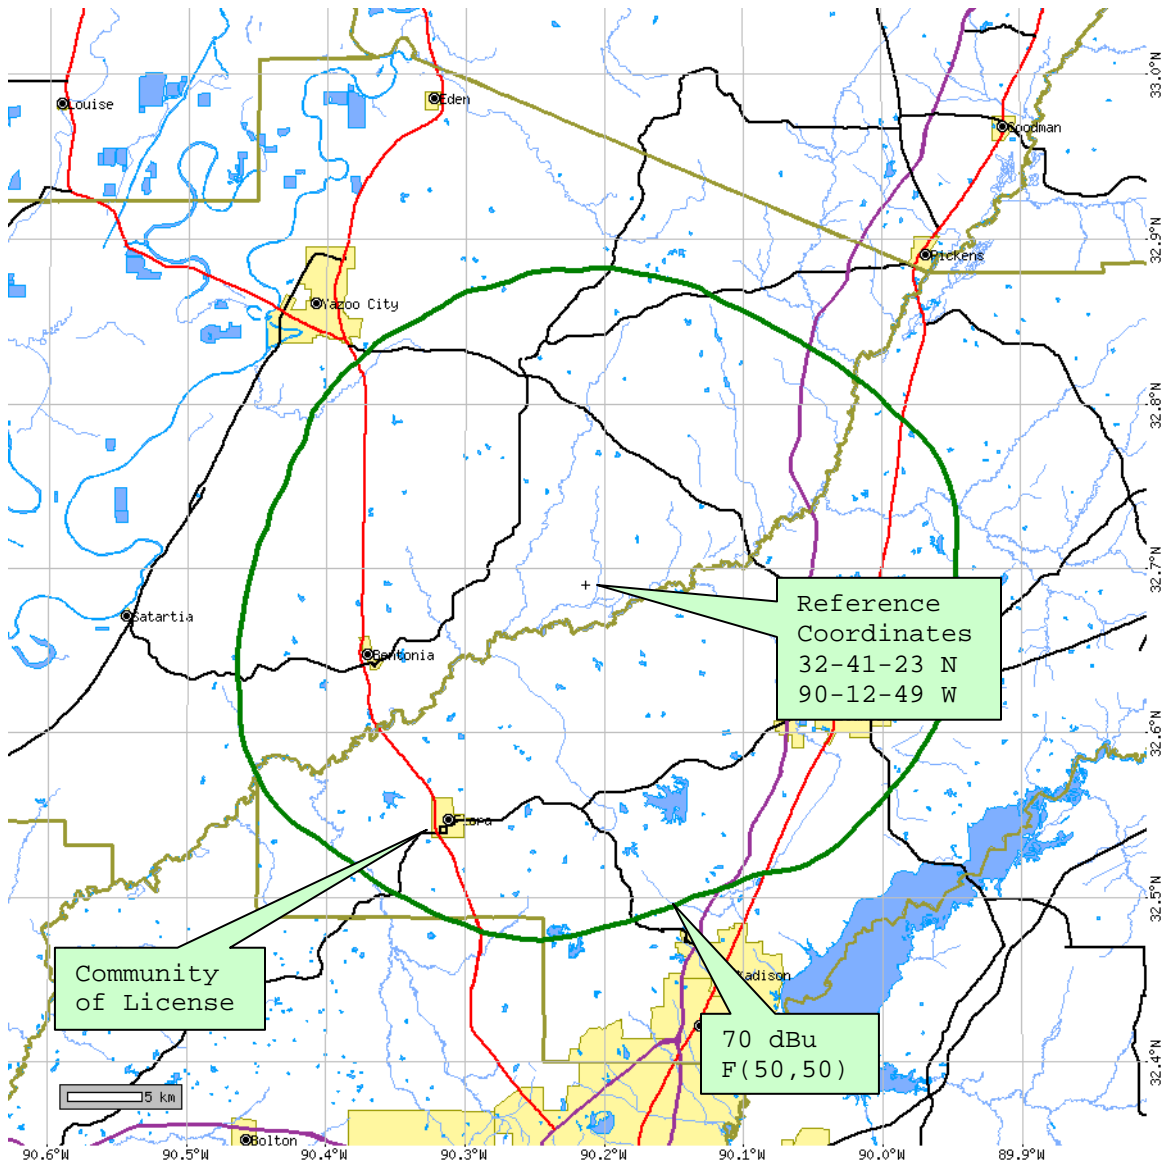 33.0°N
Louise
Eden
Goodman
32.9°N
Pickens
Yazoo City
32.8°N
32.7°N
Reference
Coordinates
32-41-23 N
90-12-49 W
Satartia
Bentonia
32.6°N
Flora
32.5°N
Community
of License
Madison
70 dBu
F(50,50)
32.4°N
5 km
Bolton
90.6°W
90.5°W
90.4°W
90.3°W
90.2°W
90.1°W
90.0°W
89.9°W